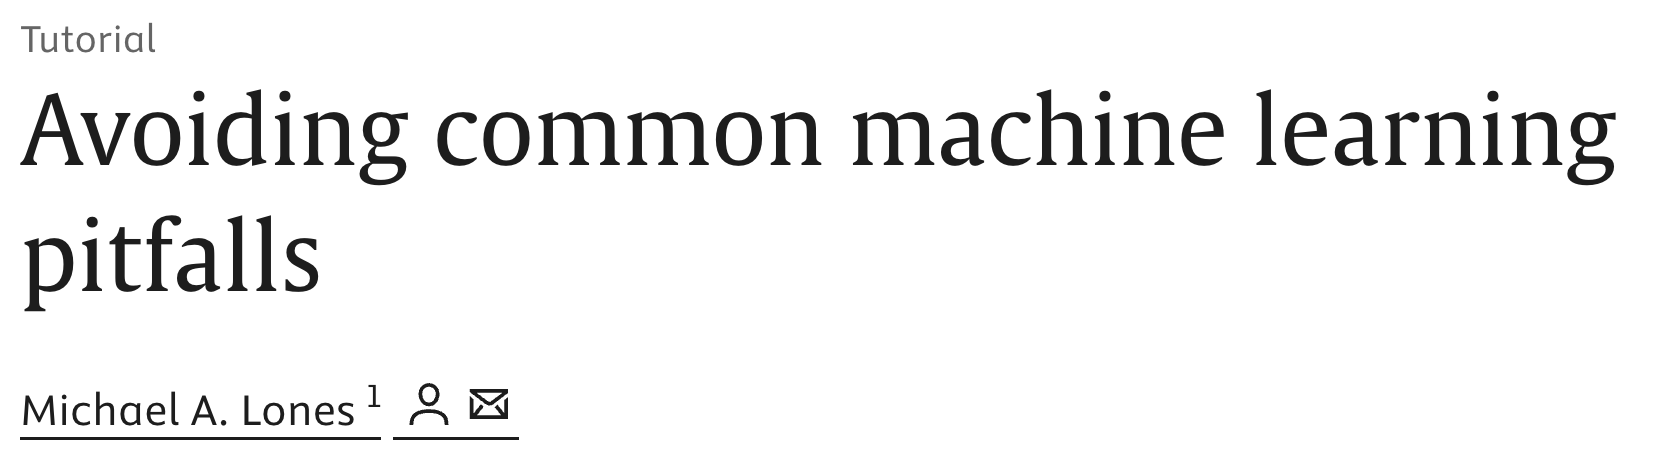 Tutorial
Avoiding common machine learning
pitfalls
Michael A. Lones 1